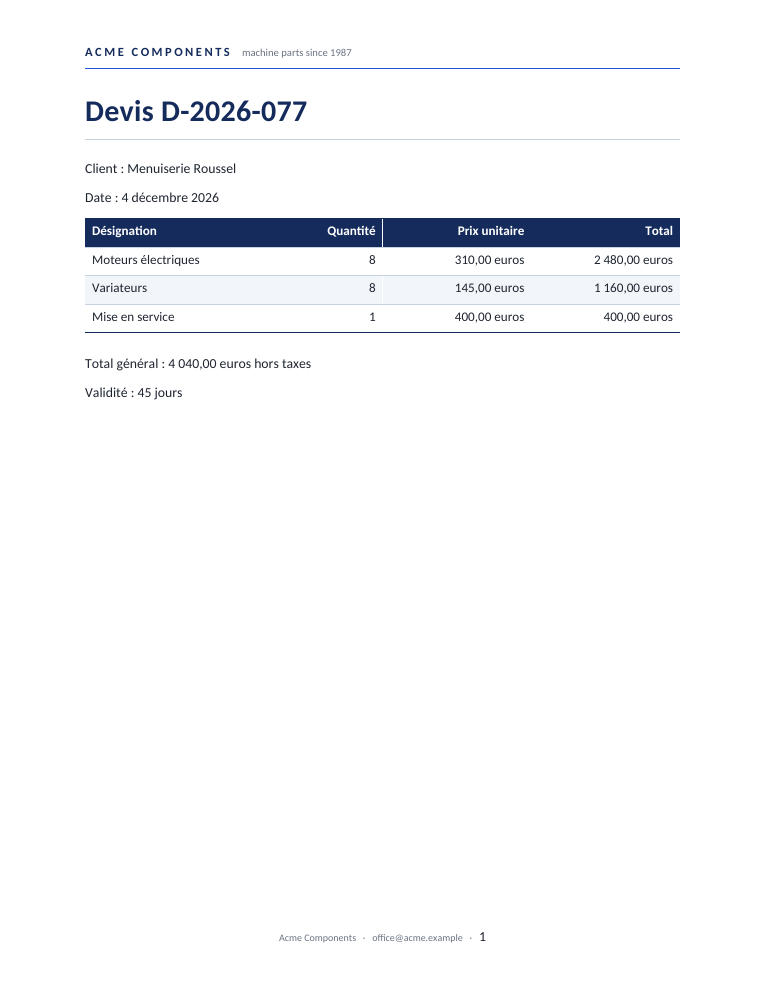 ACME COMPONENTS machine parts since 1987
Devis D-2026-077
Client : Menuiserie Roussel
Date : 4 décembre 2026
Désignation Quantité Prix unitaire Total
Moteurs électriques 8 310,00 euros 2 480,00 euros
Variateurs 8 145,00 euros 1 160,00 euros
Mise en service 1 400,00 euros 400,00 euros
Total général : 4 040,00 euros hors taxes
Validité : 45 jours
Acme Components · office@acme.example · 1